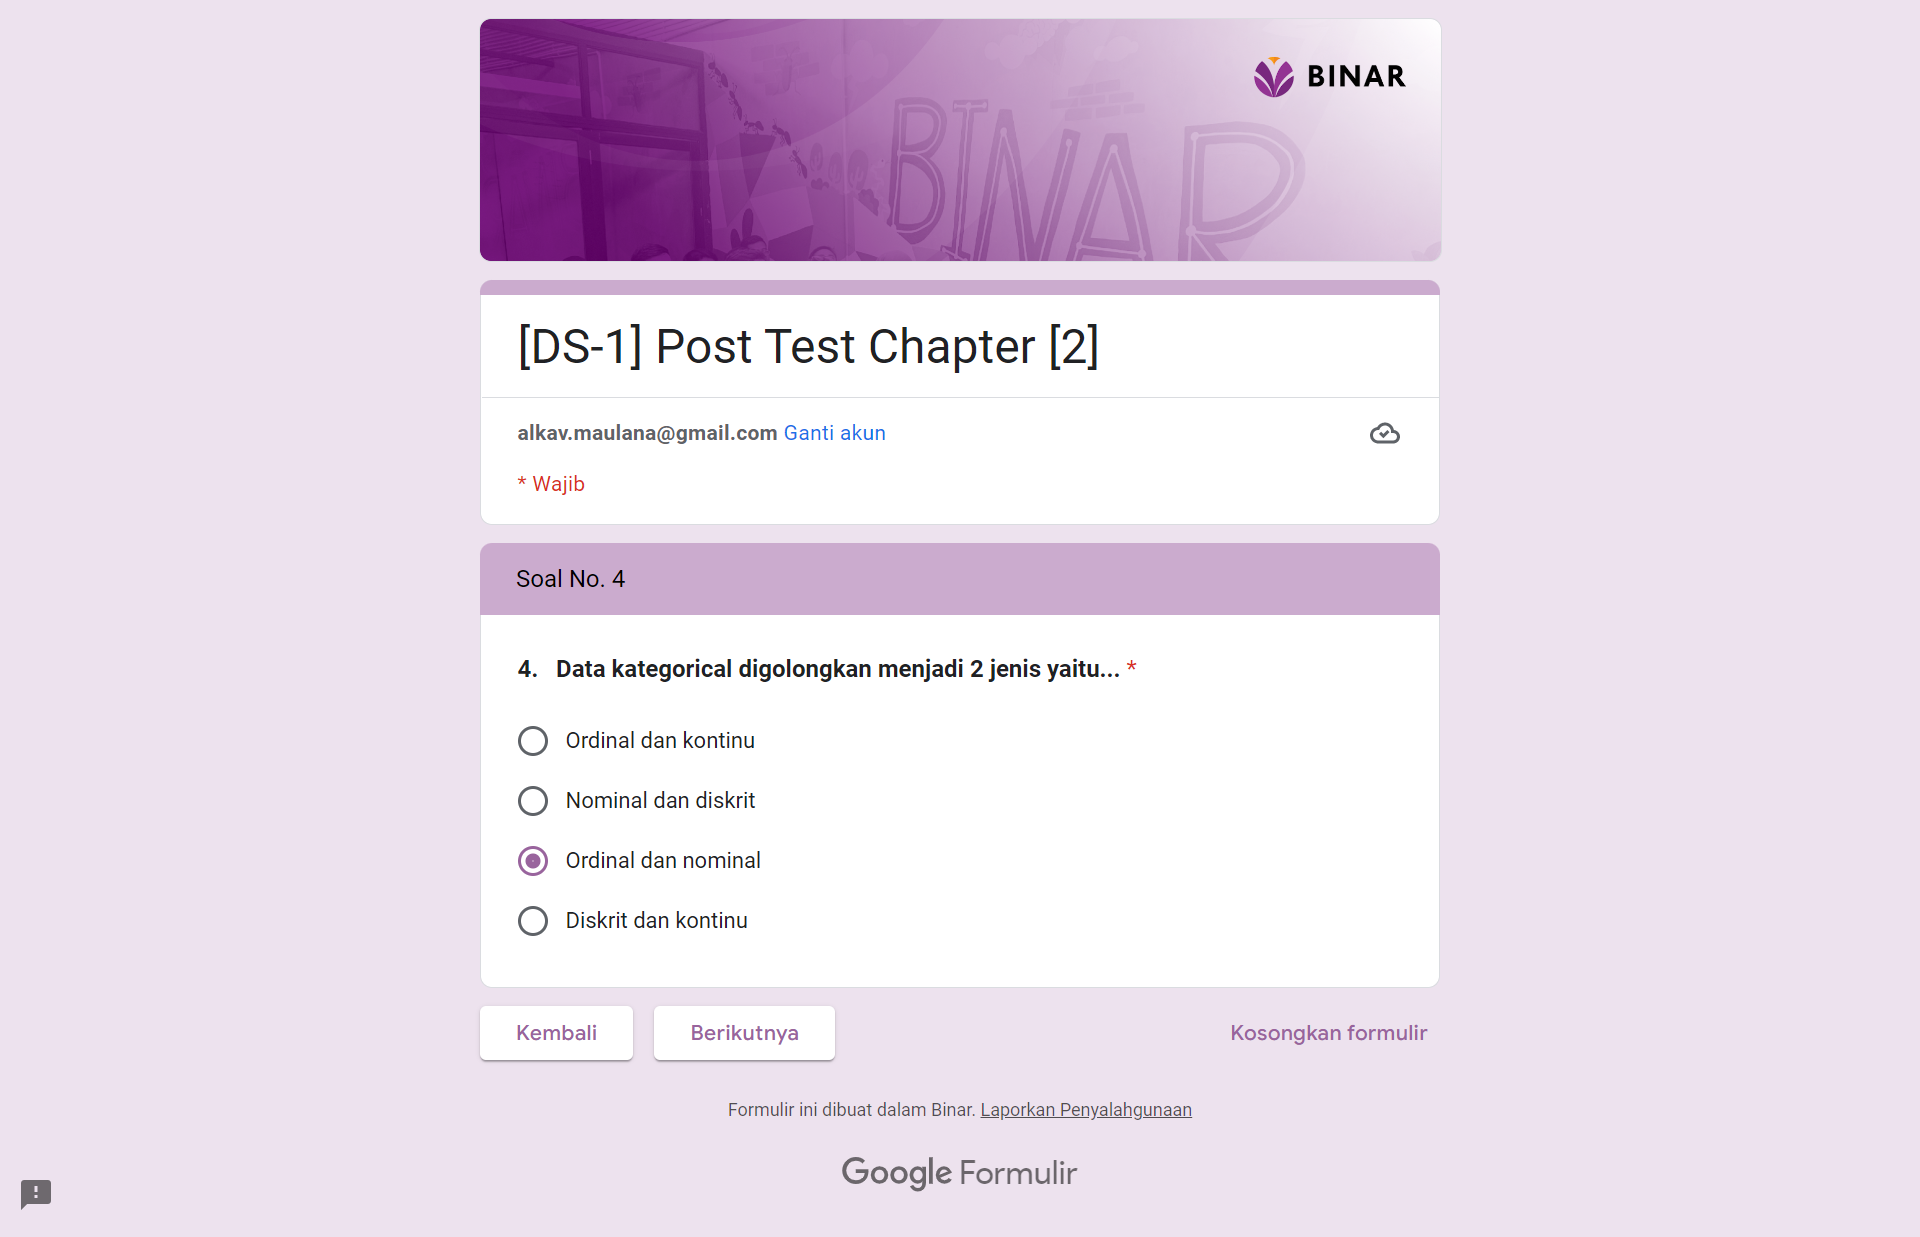 BINAR
BINAR
[DS-1] Post Test Chapter [2]
alkav.maulana@gmail.com Ganti akun
* Wajib
Soal No. 4
4. Data kategorical digolongkan menjadi 2 jenis yaitu... *
Ordinal dan kontinu
Nominal dan diskrit
Ordinal dan nominal
Diskrit dan kontinu
Kembali Berikutnya Kosongkan formulir
Formulir ini dibuat dalam Binar. Laporkan Penyalahgunaan
Google Formulir